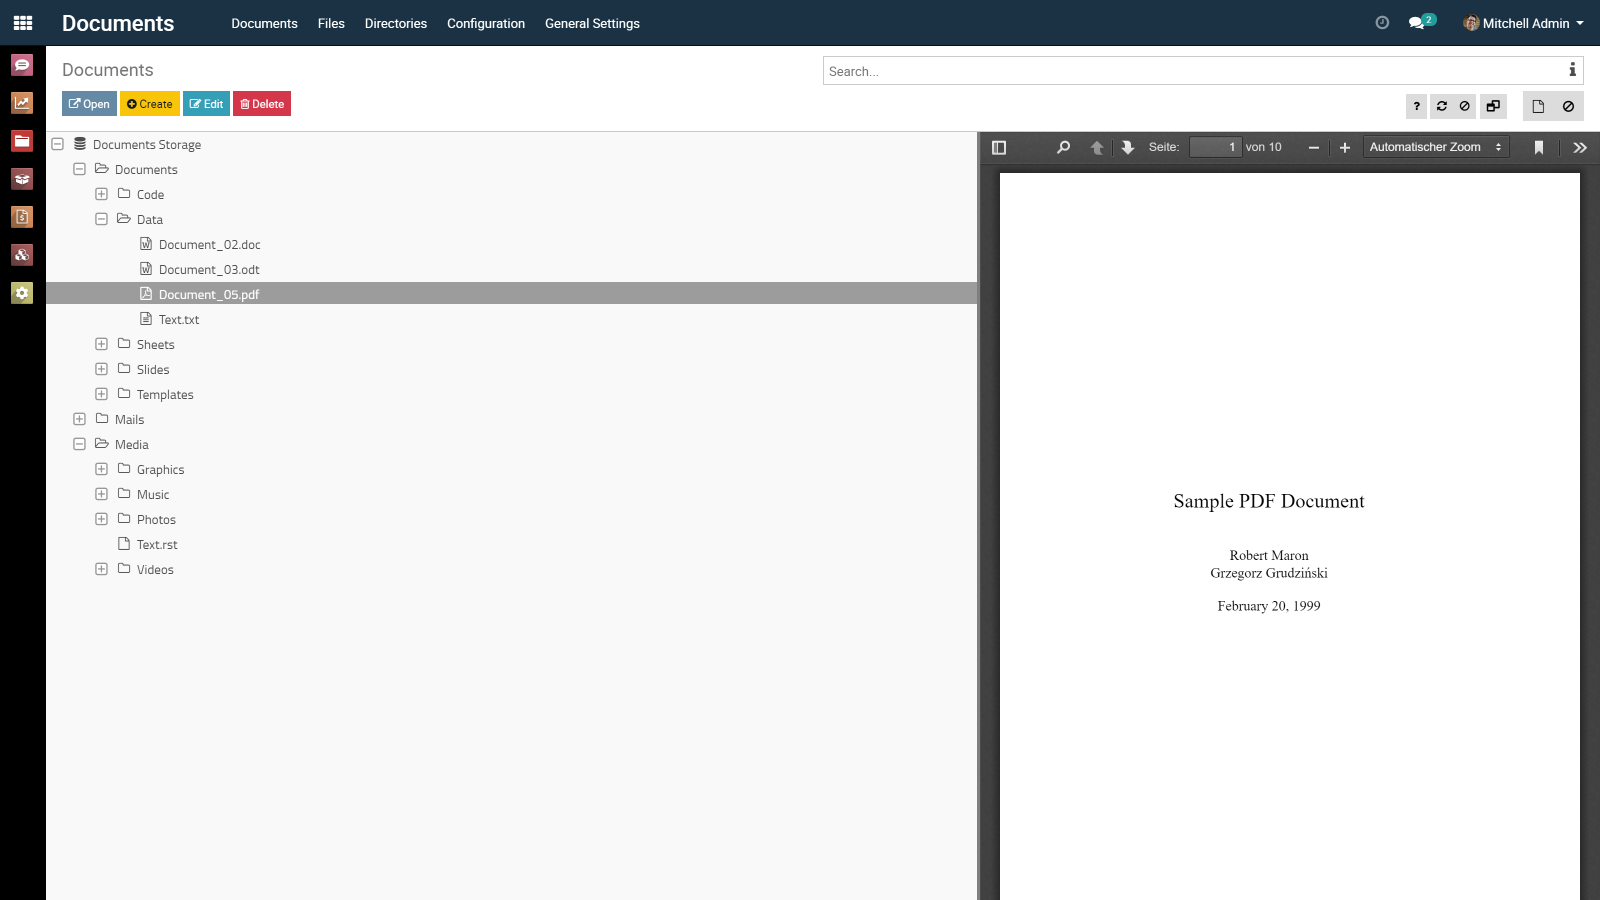 Documents Documents Files Directories Configuration General Settings 2 Mitchell Admin
Documents
Search...
Open Create Edit Delete
Documents Storage
Documents
Code
Data
Document_02.doc
Document_03.odt
Document_05.pdf
Text.txt
Sheets
Slides
Templates
Mails
Media
Graphics
Music
Photos
Text.rst
Videos
Seite: 1 von 10 Automatischer Zoom
Sample PDF Document
Robert Maron
Grzegorz Grudziński
February 20, 1999